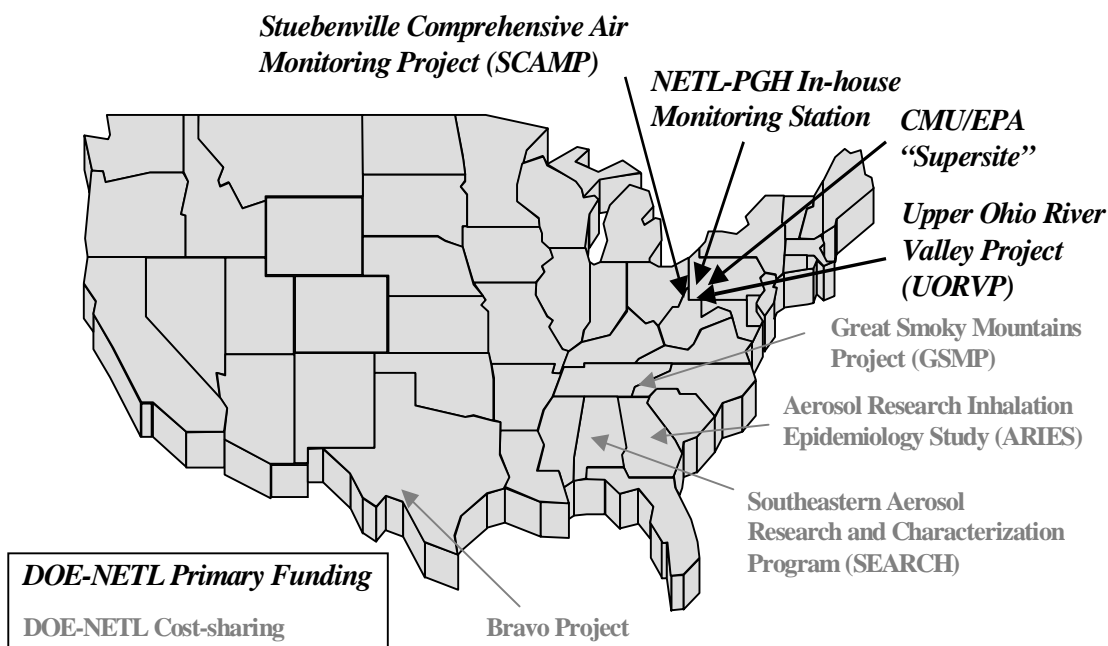 Stuebenville Comprehensive Air
Monitoring Project (SCAMP)
NETL-PGH In-house
Monitoring Station
CMU/EPA
“Supersite”
Upper Ohio River
Valley Project
(UORVP)
Great Smoky Mountains
Project (GSMP)
Aerosol Research Inhalation
Epidemiology Study (ARIES)
Southeastern Aerosol
Research and Characterization
Program (SEARCH)
Bravo Project
DOE-NETL Primary Funding
DOE-NETL Cost-sharing